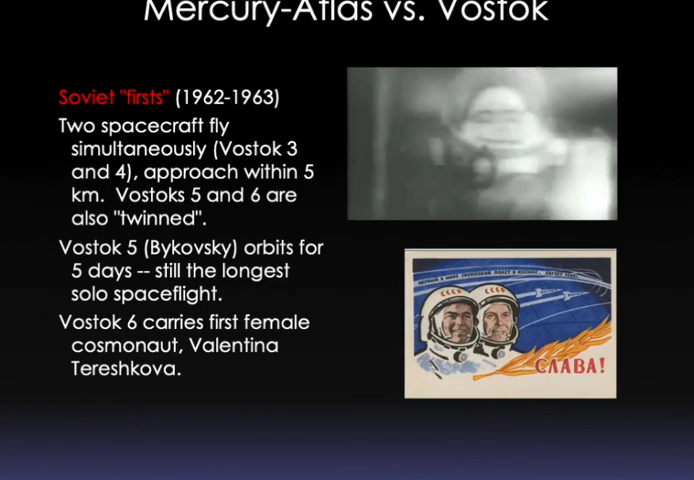 Mercury-Atlas vs. Vostok
Soviet "firsts" (1962-1963)
Two spacecraft fly
simultaneously (Vostok 3
and 4), approach within 5
km. Vostoks 5 and 6 are
also "twinned".
Vostok 5 (Bykovsky) orbits for
5 days -- still the longest
solo spaceflight.
Vostok 6 carries first female
cosmonaut, Valentina
Tereshkova.
СССР
СССР
СЛАВА!